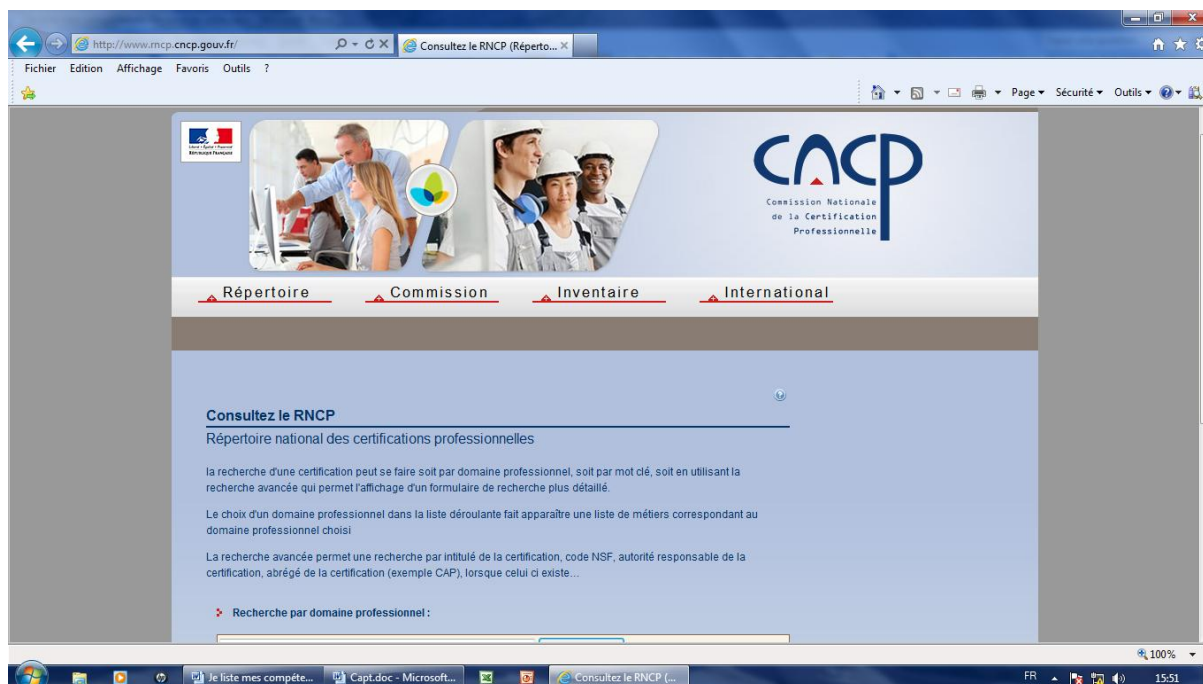 http://www.rncp.cncp.gouv.fr/
Consultez le RNCP (Réperto...
Fichier Edition Affichage Favoris Outils ?
Page Sécurité Outils
Liberté • Égalité • Fraternité
RÉPUBLIQUE FRANÇAISE
CNCP
Commission Nationale
de la Certification
Professionnelle
Répertoire Commission Inventaire International
Consultez le RNCP
Répertoire national des certifications professionnelles
la recherche d'une certification peut se faire soit par domaine professionnel, soit par mot clé, soit en utilisant la
recherche avancée qui permet l'affichage d'un formulaire de recherche plus détaillé.
Le choix d'un domaine professionnel dans la liste déroulante fait apparaître une liste de métiers correspondant au
domaine professionnel choisi
La recherche avancée permet une recherche par intitulé de la certification, code NSF, autorité responsable de la
certification, abrégé de la certification (exemple CAP), lorsque celui ci existe...
Recherche par domaine professionnel :
100%
Je liste mes compéte... Capt.doc - Microsoft... Consultez le RNCP (... FR 15:51